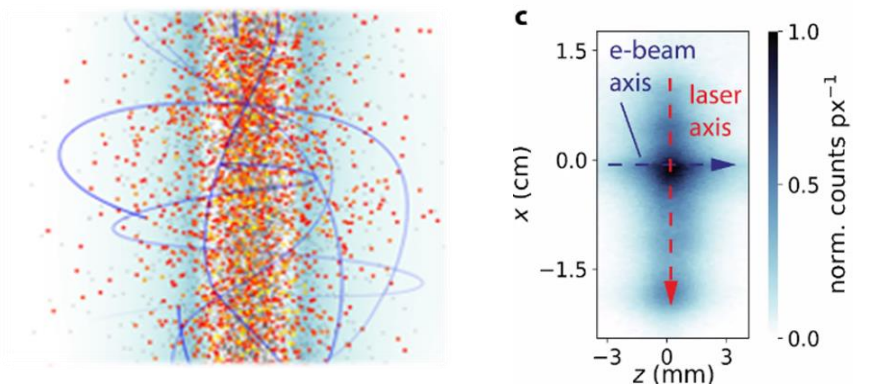 c
e-beam
axis
laser
axis
1.5
0.0
−1.5
x (cm)
−3
0
3
z (mm)
1.0
0.5
0.0
norm. counts px⁻¹